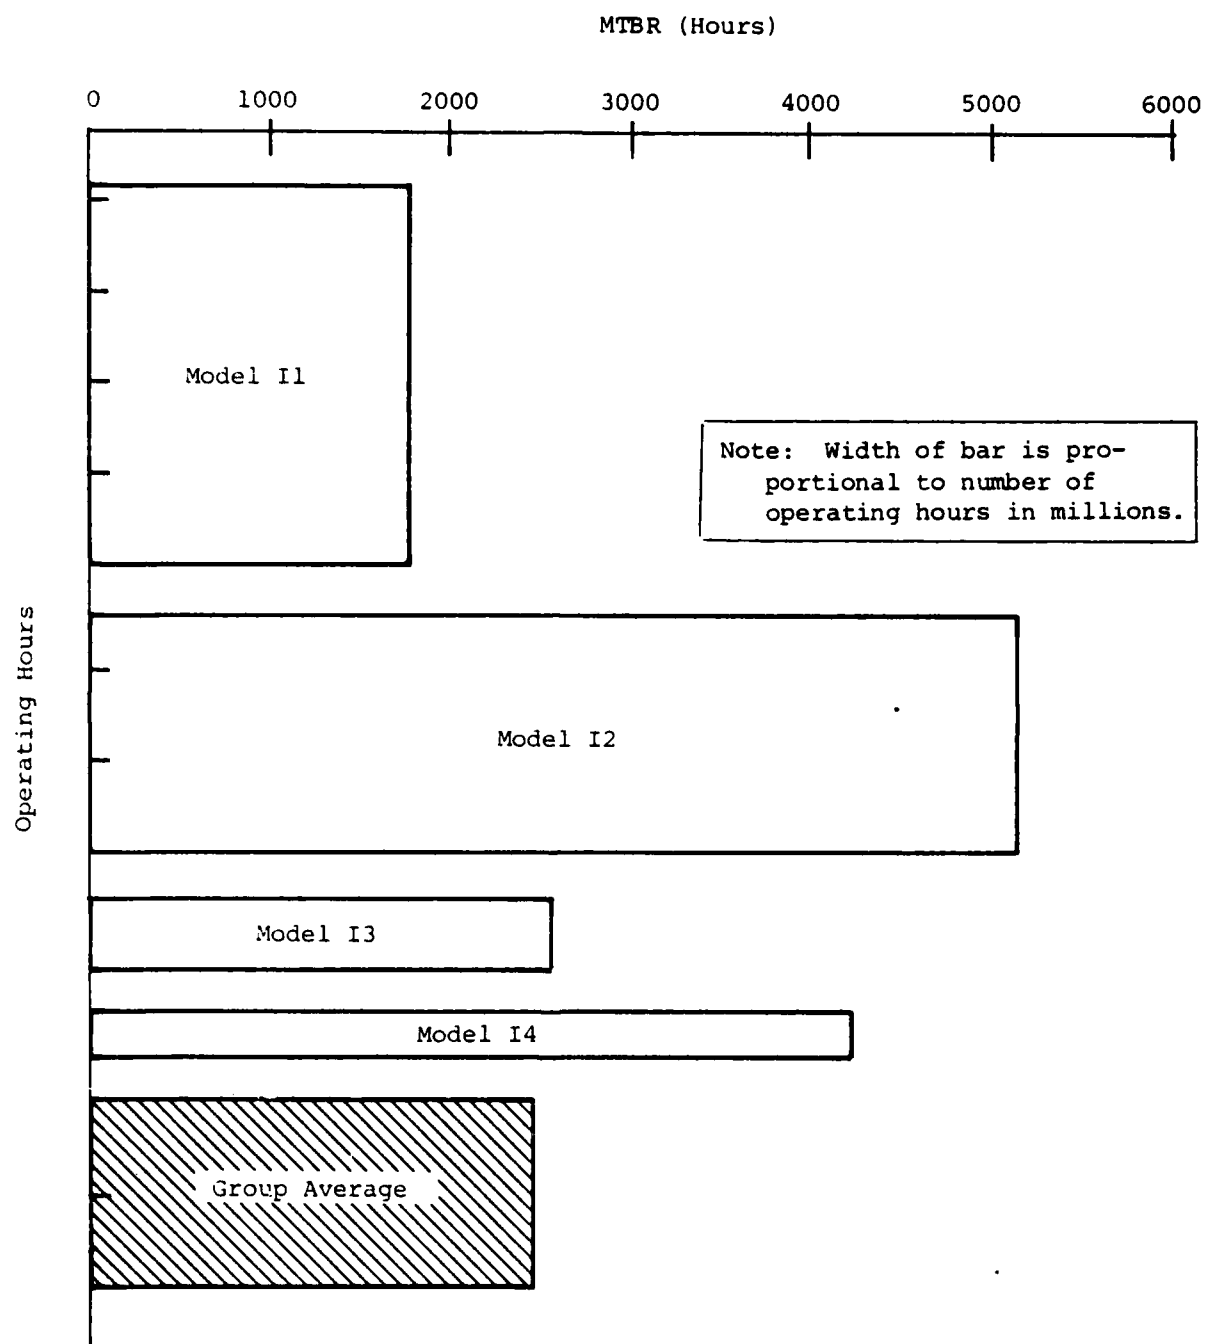 MTBR (Hours)
0 1000 2000 3000 4000 5000 6000
Model I1
Note: Width of bar is pro-
portional to number of
operating hours in millions.
Operating Hours
Model I2
Model I3
Model I4
Group Average